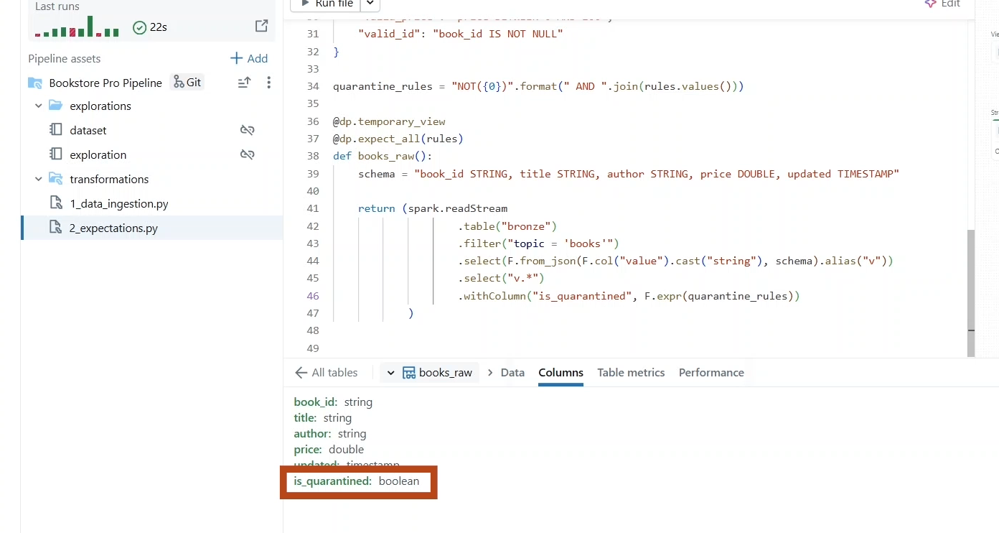 Last runs
22s
Pipeline assets
Add
Bookstore Pro Pipeline
Git
explorations
dataset
exploration
transformations
1_data_ingestion.py
2_expectations.py
Run file
Edit
31 "valid_id": "book_id IS NOT NULL"
32 }
33
34 quarantine_rules = "NOT({0})".format(" AND ".join(rules.values()))
35
36 @dp.temporary_view
37 @dp.expect_all(rules)
38 def books_raw():
39 schema = "book_id STRING, title STRING, author STRING, price DOUBLE, updated TIMESTAMP"
40
41 return (spark.readStream
42 .table("bronze")
43 .filter("topic = 'books'")
44 .select(F.from_json(F.col("value").cast("string"), schema).alias("v"))
45 .select("v.*")
46 .withColumn("is_quarantined", F.expr(quarantine_rules))
47 )
48
49
All tables books_raw Data Columns Table metrics Performance
book_id: string
title: string
author: string
price: double
updated: timestamp
is_quarantined: boolean